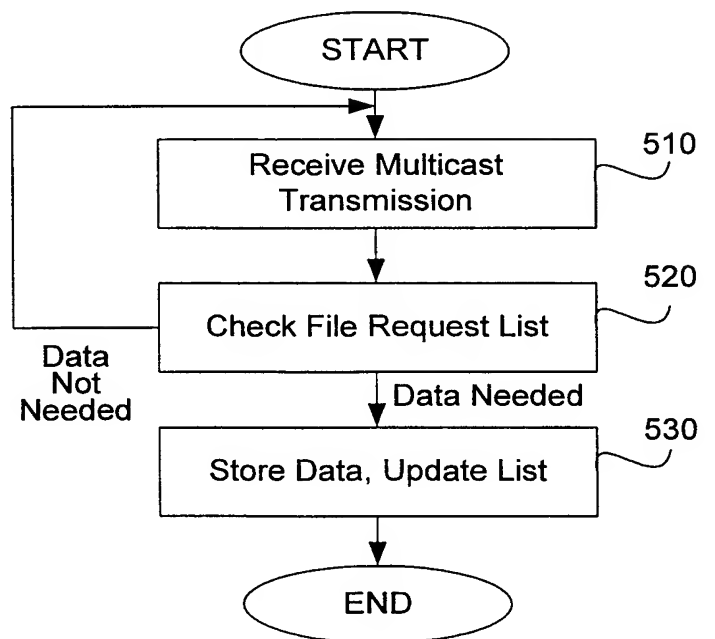 START
Receive Multicast
Transmission
510
Check File Request List
520
Data
Not
Needed
Data Needed
Store Data, Update List
530
END